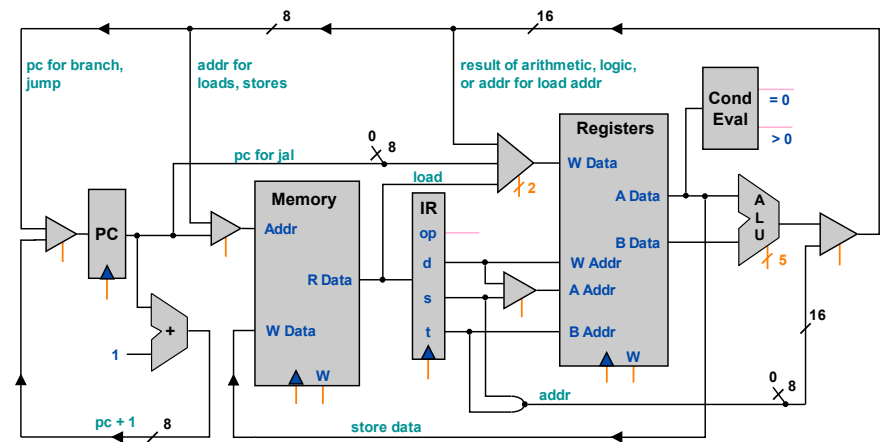 8
16
pc for branch,
jump
addr for
loads, stores
result of arithmetic, logic,
or addr for load addr
Cond
Eval
= 0
> 0
0
8
pc for jal
load
2
Registers
W Data
A Data
B Data
W Addr
A Addr
B Addr
W
Memory
Addr
R Data
W Data
W
IR
op
d
s
t
PC
+
1
A
L
U
5
16
0
8
addr
pc + 1
8
store data